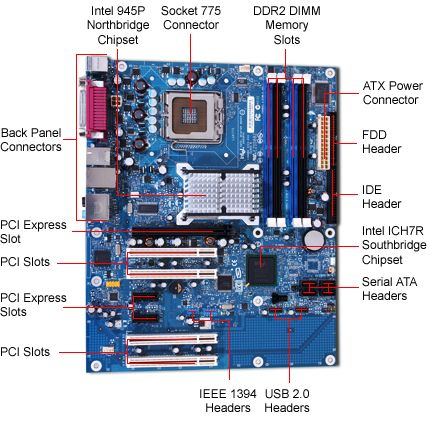 Intel 945P
Northbridge
Chipset
Socket 775
Connector
DDR2 DIMM
Memory
Slots
ATX Power
Connector
Back Panel
Connectors
FDD
Header
IDE
Header
PCI Express
Slot
Intel ICH7R
Southbridge
Chipset
PCI Slots
Serial ATA
Headers
PCI Express
Slots
PCI Slots
IEEE 1394
Headers
USB 2.0
Headers